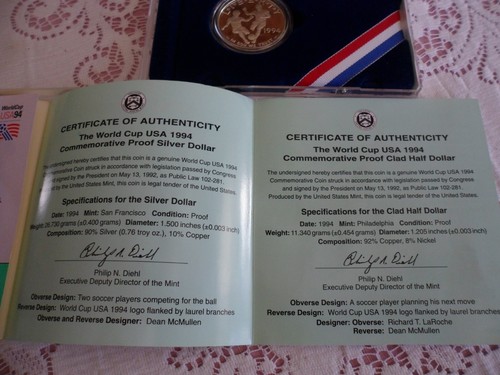 1994
WorldCup
USA94
CERTIFICATE OF AUTHENTICITY
The World Cup USA 1994
Commemorative Proof Silver Dollar
The undersigned hereby certifies that this coin is a genuine World Cup USA 1994
Commemorative Coin struck in accordance with legislation passed by Congress
and signed by the President on May 13, 1992, as Public Law 102-281.
Produced by the United States Mint, this coin is legal tender of the United States.
Specifications for the Silver Dollar
Date: 1994 Mint: San Francisco Condition: Proof
Weight: 26.730 grams (±0.400 grams) Diameter: 1.500 inches (±0.003 inch)
Composition: 90% Silver (0.76 troy oz.), 10% Copper
Philip N. Diehl
Philip N. Diehl
Executive Deputy Director of the Mint
Obverse Design: Two soccer players competing for the ball
Reverse Design: World Cup USA 1994 logo flanked by laurel branches
Obverse and Reverse Designer: Dean McMullen
CERTIFICATE OF AUTHENTICITY
The World Cup USA 1994
Commemorative Proof Clad Half Dollar
The undersigned hereby certifies that this coin is a genuine World Cup USA 1994
Commemorative Coin struck in accordance with legislation passed by Congress
and signed by the President on May 13, 1992, as Public Law 102-281.
Produced by the United States Mint, this coin is legal tender of the United States.
Specifications for the Clad Half Dollar
Date: 1994 Mint: Philadelphia Condition: Proof
Weight: 11.340 grams (±0.454 grams) Diameter: 1.205 inches (±0.003 inch)
Composition: 92% Copper, 8% Nickel
Philip N. Diehl
Philip N. Diehl
Executive Deputy Director of the Mint
Obverse Design: A soccer player planning his next move
Reverse Design: World Cup USA 1994 logo flanked by laurel branches
Designer: Obverse: Richard T. LaRoche
Reverse: Dean McMullen